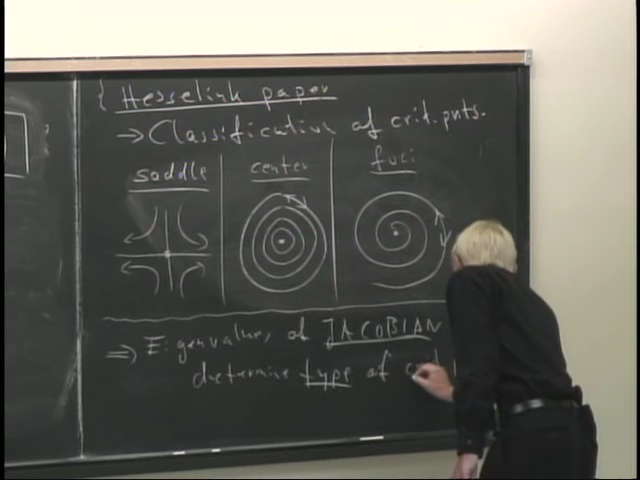 Hesselink paper
⇒ Classification of crit. pnts.
saddle center foci
⇒ Eigenvalues of JACOBIAN
determine type of